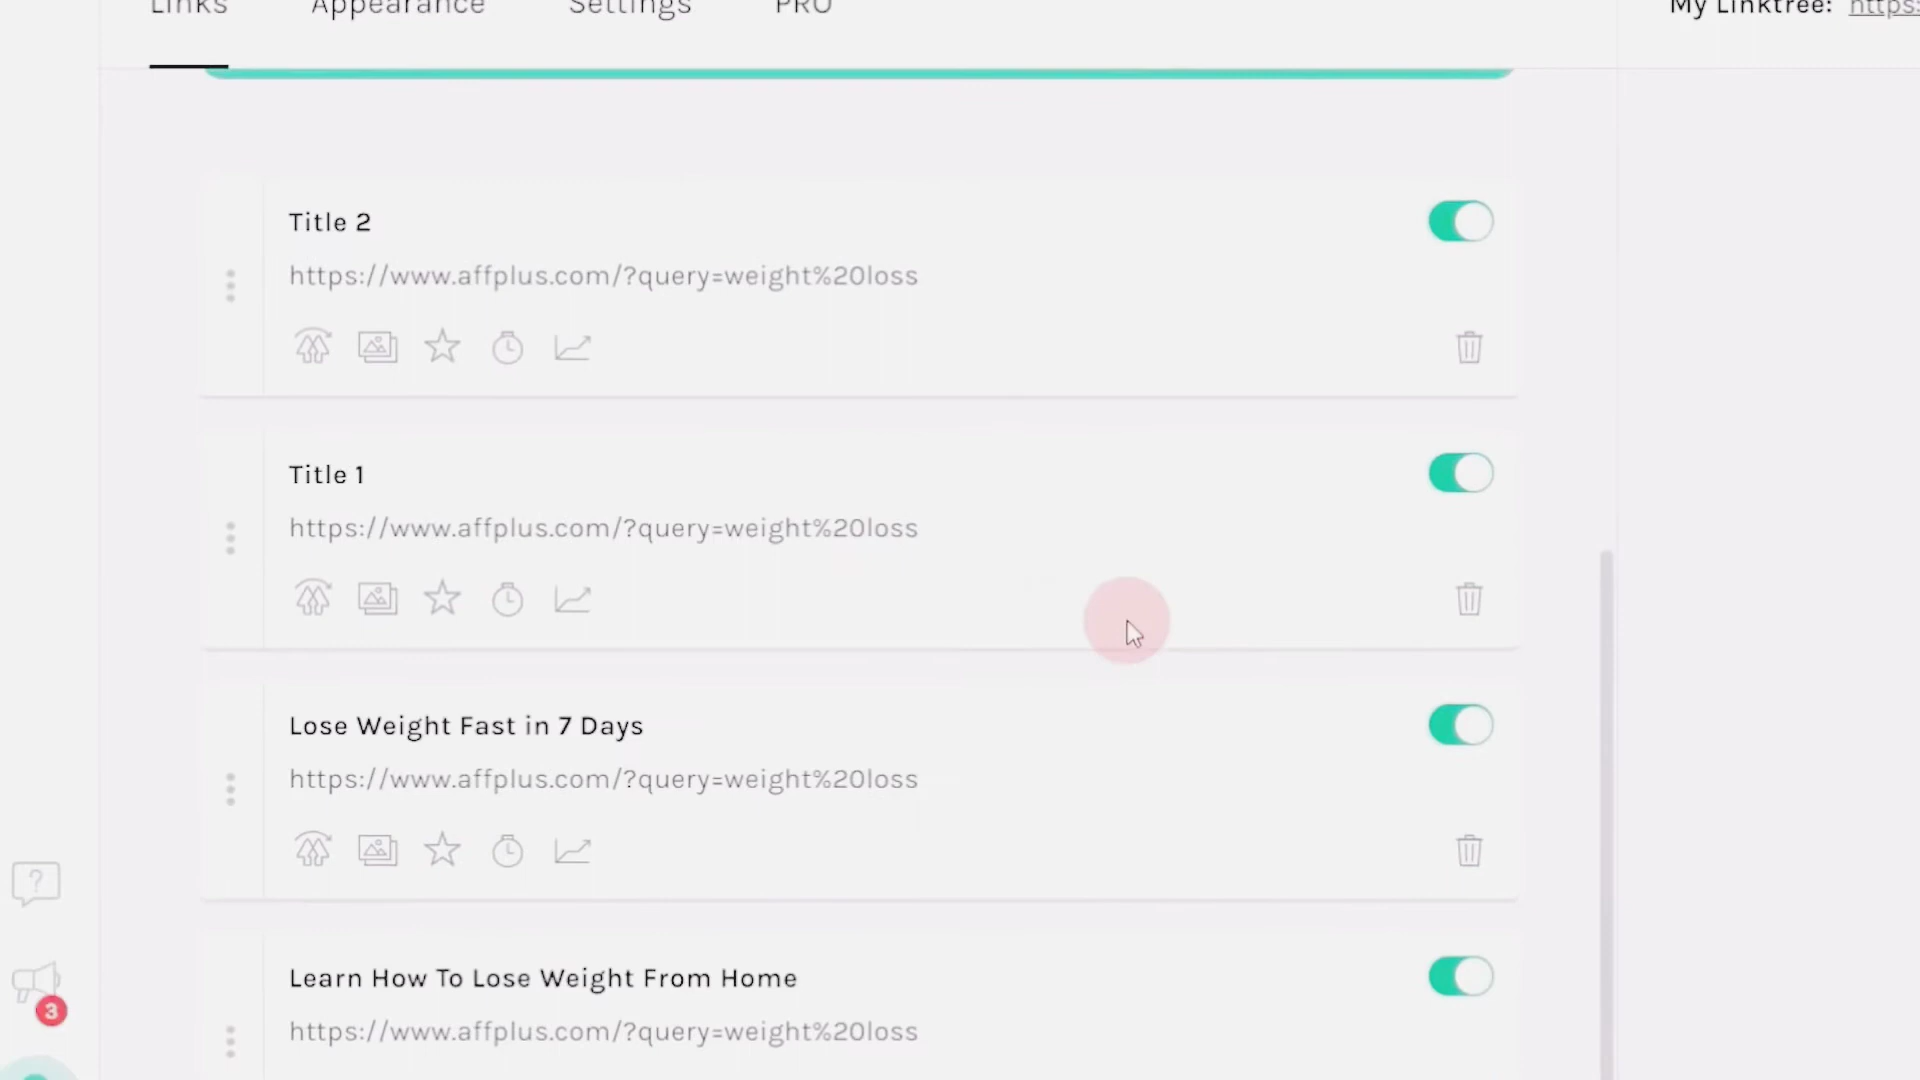 Links Appearance Settings PRO My Linktree: https:
Title 2
https://www.affplus.com/?query=weight%20loss
Title 1
https://www.affplus.com/?query=weight%20loss
Lose Weight Fast in 7 Days
https://www.affplus.com/?query=weight%20loss
Learn How To Lose Weight From Home
https://www.affplus.com/?query=weight%20loss
?
3